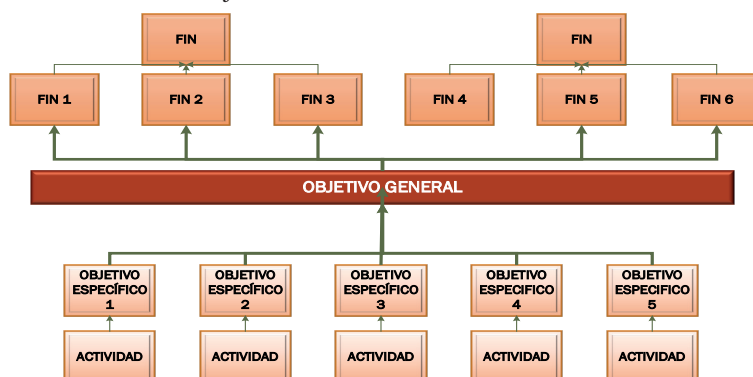 FIN
FIN
FIN 1
FIN 2
FIN 3
FIN 4
FIN 5
FIN 6
OBJETIVO GENERAL
OBJETIVO
ESPECÍFICO
1
OBJETIVO
ESPECIFICO
2
OBJETIVO
ESPECÍFICO
3
OBJETIVO
ESPECIFICO
4
OBJETIVO
ESPECIFICO
5
ACTIVIDAD
ACTIVIDAD
ACTIVIDAD
ACTIVIDAD
ACTIVIDAD